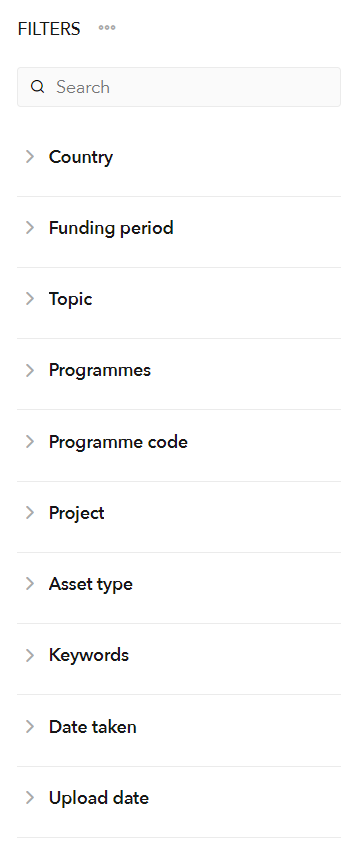 FILTERS
Search
Country
Funding period
Topic
Programmes
Programme code
Project
Asset type
Keywords
Date taken
Upload date